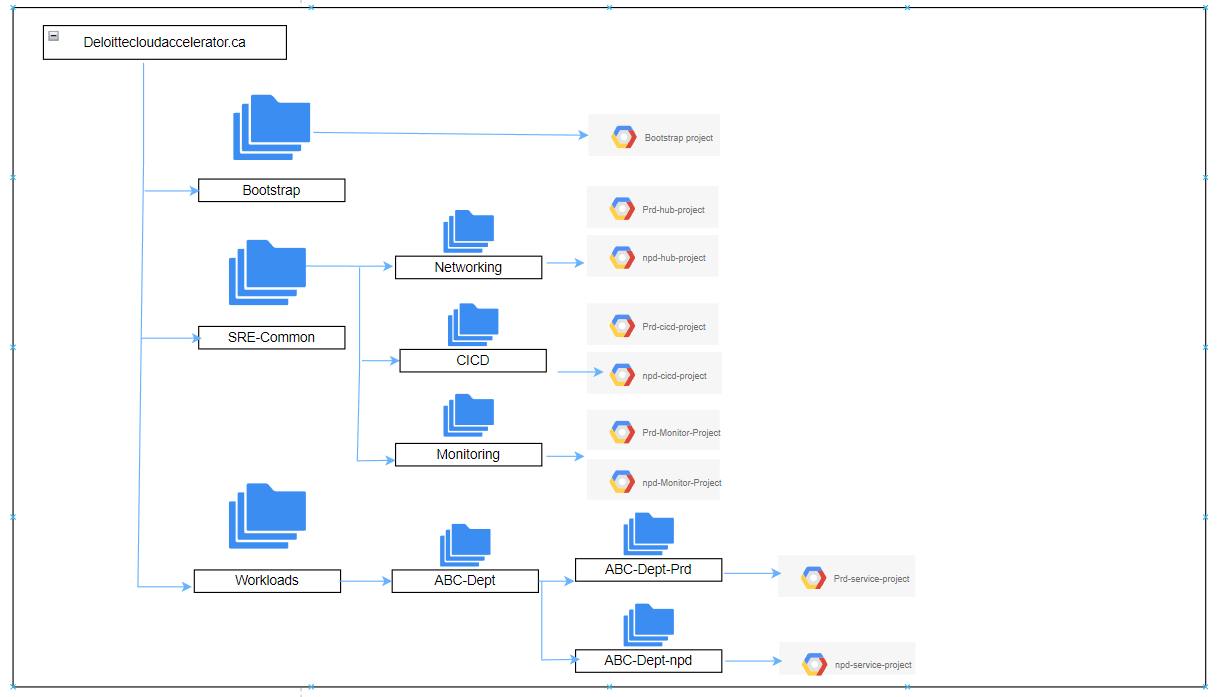 Deloittecloudaccelerator.ca
Bootstrap project
Bootstrap
Prd-hub-project
npd-hub-project
Networking
SRE-Common
Prd-cicd-project
CICD
npd-cicd-project
Prd-Monitor-Project
Monitoring
npd-Monitor-Project
Workloads
ABC-Dept
ABC-Dept-Prd
Prd-service-project
ABC-Dept-npd
npd-service-project